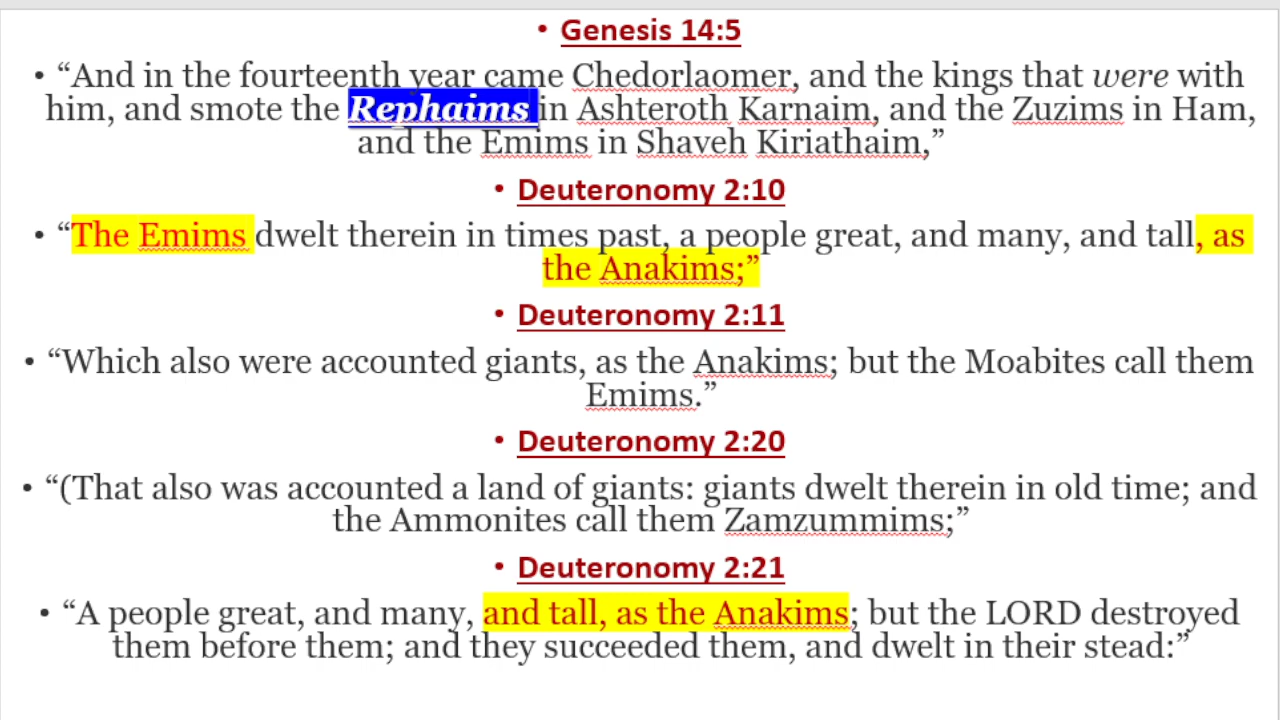 • Genesis 14:5
• “And in the fourteenth year came Chedorlaomer, and the kings that were with
him, and smote the Rephaims in Ashteroth Karnaim, and the Zuzims in Ham,
and the Emims in Shaveh Kiriathaim,”
• Deuteronomy 2:10
• “The Emims dwelt therein in times past, a people great, and many, and tall, as
the Anakims;”
• Deuteronomy 2:11
• “Which also were accounted giants, as the Anakims; but the Moabites call them
Emims.”
• Deuteronomy 2:20
• “(That also was accounted a land of giants: giants dwelt therein in old time; and
the Ammonites call them Zamzummims;”
• Deuteronomy 2:21
• “A people great, and many, and tall, as the Anakims; but the LORD destroyed
them before them; and they succeeded them, and dwelt in their stead:”